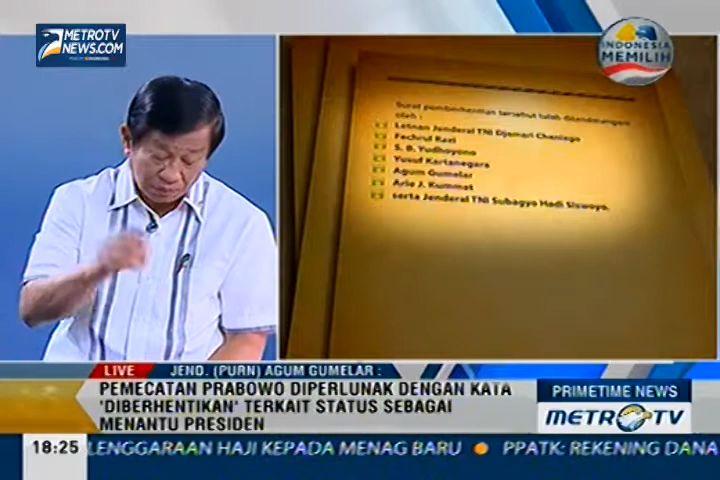 METROTV
NEWS.COM
INDONESIA
MEMILIH
Surat pemberhentian tersebut telah ditandatangani
oleh :
Letnan Jenderal TNI Djamari Chaniago
Fachrul Razi
S. B. Yudhoyono
Yusuf Kartanegara
Agum Gumelar
Arie J. Kumaat
serta Jenderal TNI Subagyo Hadi Siswoyo.
LIVE
JEND. (PURN) AGUM GUMELAR :
PEMECATAN PRABOWO DIPERLUNAK DENGAN KATA
'DIBERHENTIKAN' TERKAIT STATUS SEBAGAI
MENANTU PRESIDEN
PRIMETIME NEWS
METRO TV
18:25
LENGGARAAN HAJI KEPADA MENAG BARU
PPATK: REKENING DANA